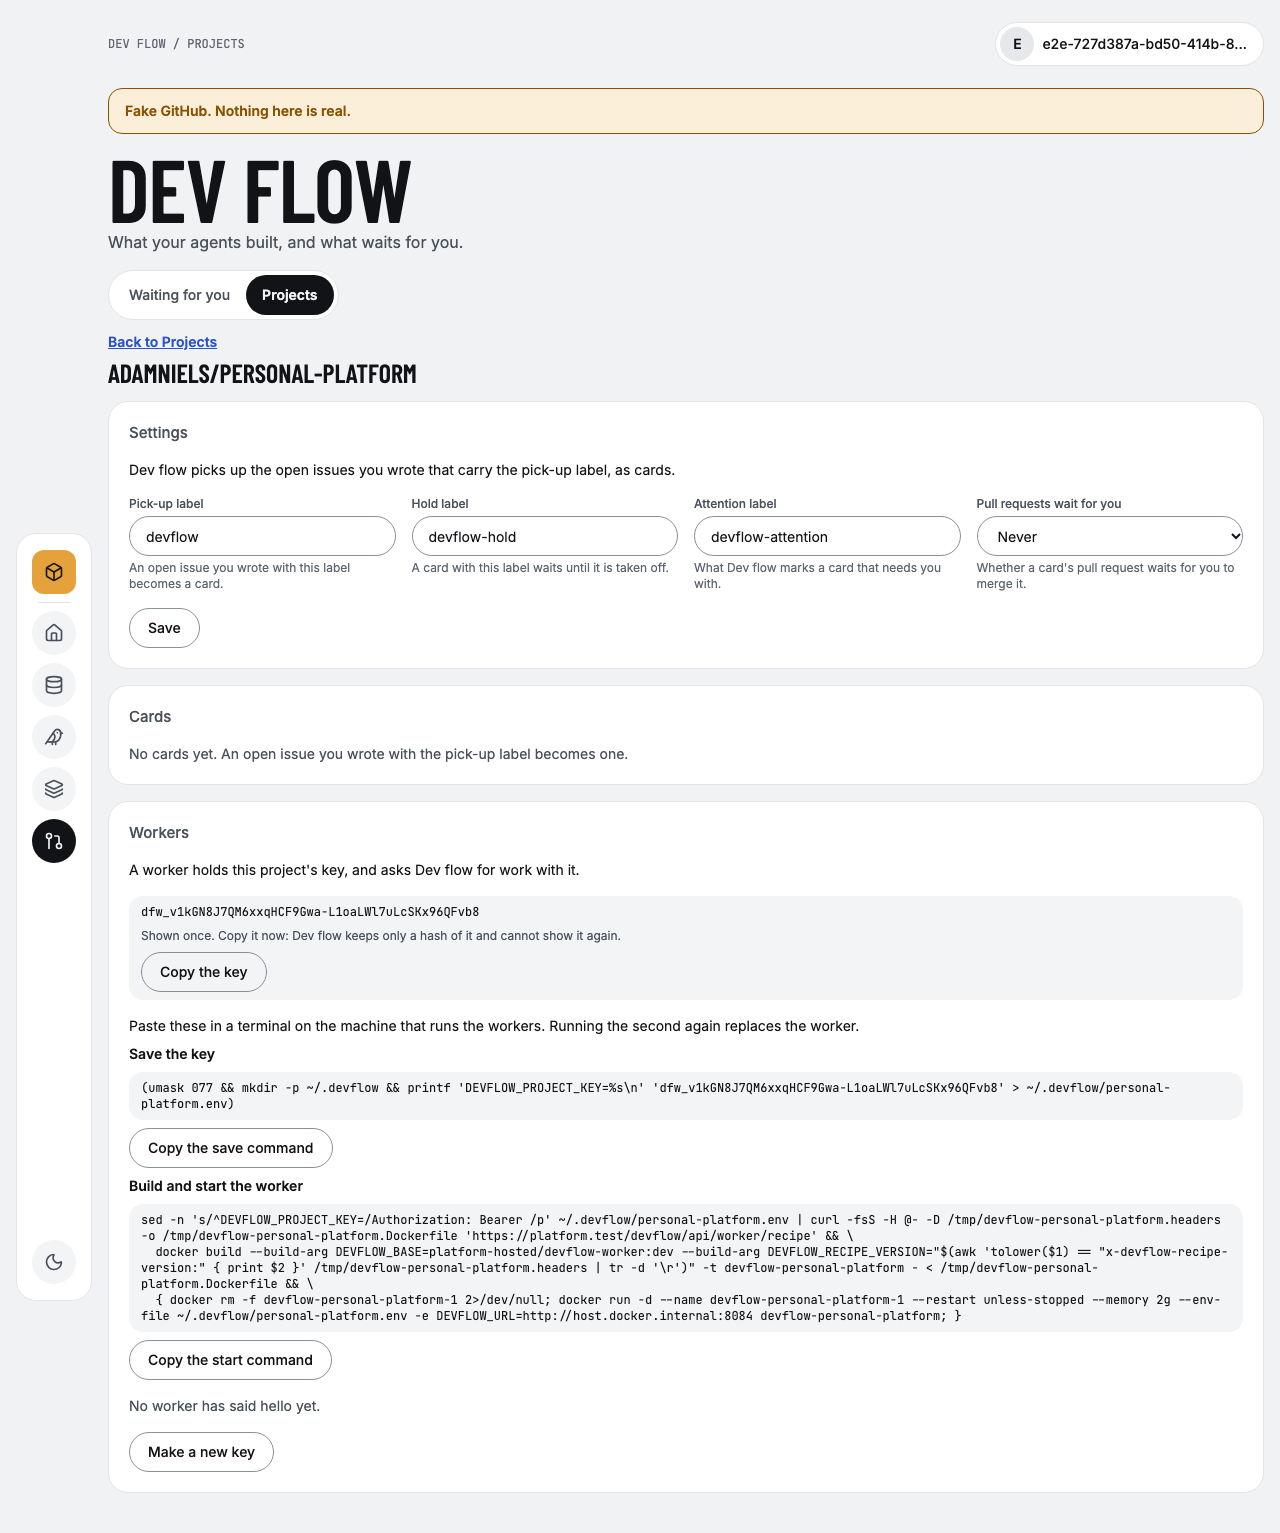 DEV FLOW / PROJECTS
E
e2e-727d387a-bd50-414b-8...
Fake GitHub. Nothing here is real.
DEV FLOW
What your agents built, and what waits for you.
Waiting for you
Projects
Back to Projects
ADAMNIELS/PERSONAL-PLATFORM
Settings
Dev flow picks up the open issues you wrote that carry the pick-up label, as cards.
Pick-up label
devflow
An open issue you wrote with this label
becomes a card.
Hold label
devflow-hold
A card with this label waits until it is taken off.
Attention label
devflow-attention
What Dev flow marks a card that needs you
with.
Pull requests wait for you
Never
Whether a card's pull request waits for you to
merge it.
Save
Cards
No cards yet. An open issue you wrote with the pick-up label becomes one.
Workers
A worker holds this project's key, and asks Dev flow for work with it.
dfw_v1kGN8J7QM6xxqHCF9Gwa-L1oaLWl7uLcSKx96QFvb8
Shown once. Copy it now: Dev flow keeps only a hash of it and cannot show it again.
Copy the key
Paste these in a terminal on the machine that runs the workers. Running the second again replaces the worker.
Save the key
(umask 077 && mkdir -p ~/.devflow && printf 'DEVFLOW_PROJECT_KEY=%s\n' 'dfw_v1kGN8J7QM6xxqHCF9Gwa-L1oaLWl7uLcSKx96QFvb8' > ~/.devflow/personal-
platform.env)
Copy the save command
Build and start the worker
sed -n 's/^DEVFLOW_PROJECT_KEY=/Authorization: Bearer /p' ~/.devflow/personal-platform.env | curl -fsS -H @- -D /tmp/devflow-personal-platform.headers
-o /tmp/devflow-personal-platform.Dockerfile 'https://platform.test/devflow/api/worker/recipe' && \
docker build --build-arg DEVFLOW_BASE=platform-hosted/devflow-worker:dev --build-arg DEVFLOW_RECIPE_VERSION="$(awk 'tolower($1) == "x-devflow-recipe-
version:" { print $2 }' /tmp/devflow-personal-platform.headers | tr -d '\r')" -t devflow-personal-platform - < /tmp/devflow-personal-
platform.Dockerfile && \
{ docker rm -f devflow-personal-platform-1 2>/dev/null; docker run -d --name devflow-personal-platform-1 --restart unless-stopped --memory 2g --env-
file ~/.devflow/personal-platform.env -e DEVFLOW_URL=http://host.docker.internal:8084 devflow-personal-platform; }
Copy the start command
No worker has said hello yet.
Make a new key